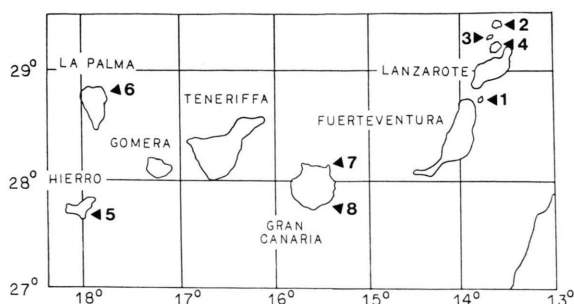 ◄2
3►
◄4
29°
LA PALMA
◄6
LANZAROTE
TENERIFFA
◄1
FUERTEVENTURA
GOMERA
◄7
28°
HIERRO
◄5
◄8
GRAN
CANARIA
27°
18°
17°
16°
15°
14°
13°